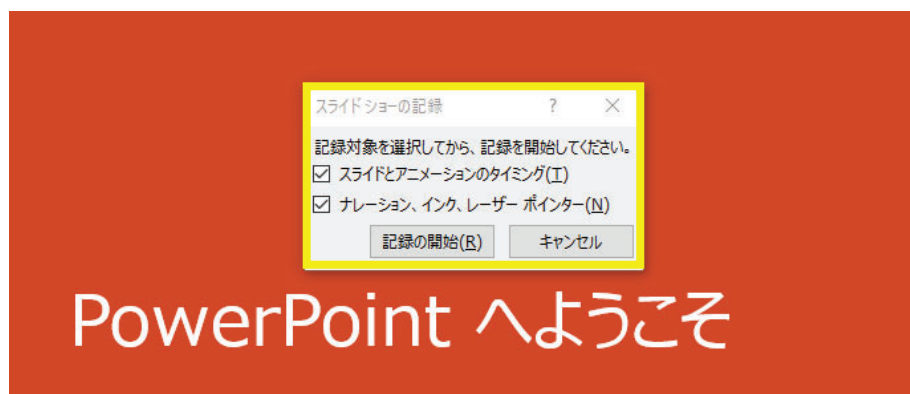 スライド ショーの記録 ? ×
記録対象を選択してから、記録を開始してください。
スライドとアニメーションのタイミング(T)
ナレーション、インク、レーザー ポインター(N)
記録の開始(R) キャンセル
PowerPoint へようこそ